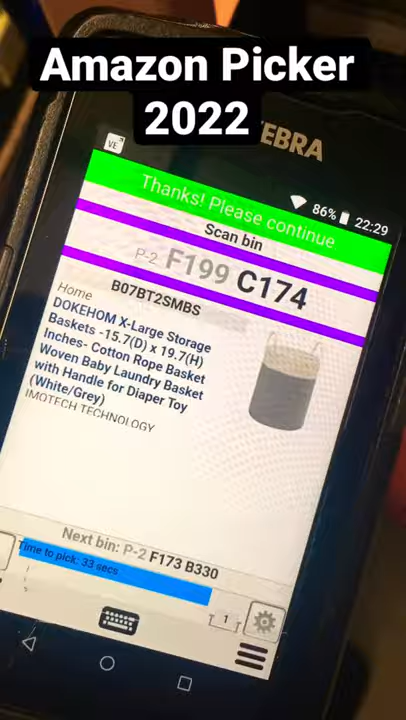 Amazon Picker
2022
ZEBRA
VE
86% 22:29
Thanks! Please continue
Scan bin
P-2 F199 C174
B07BT2SMBS
Home
DOKEHOM X-Large Storage
Baskets -15.7(D) x 19.7(H)
Inches- Cotton Rope Basket
Woven Baby Laundry Basket
with Handle for Diaper Toy
(White/Grey)
IMOTECH TECHNOLOGY
Next bin: P-2 F173 B330
Time to pick: 33 secs
1